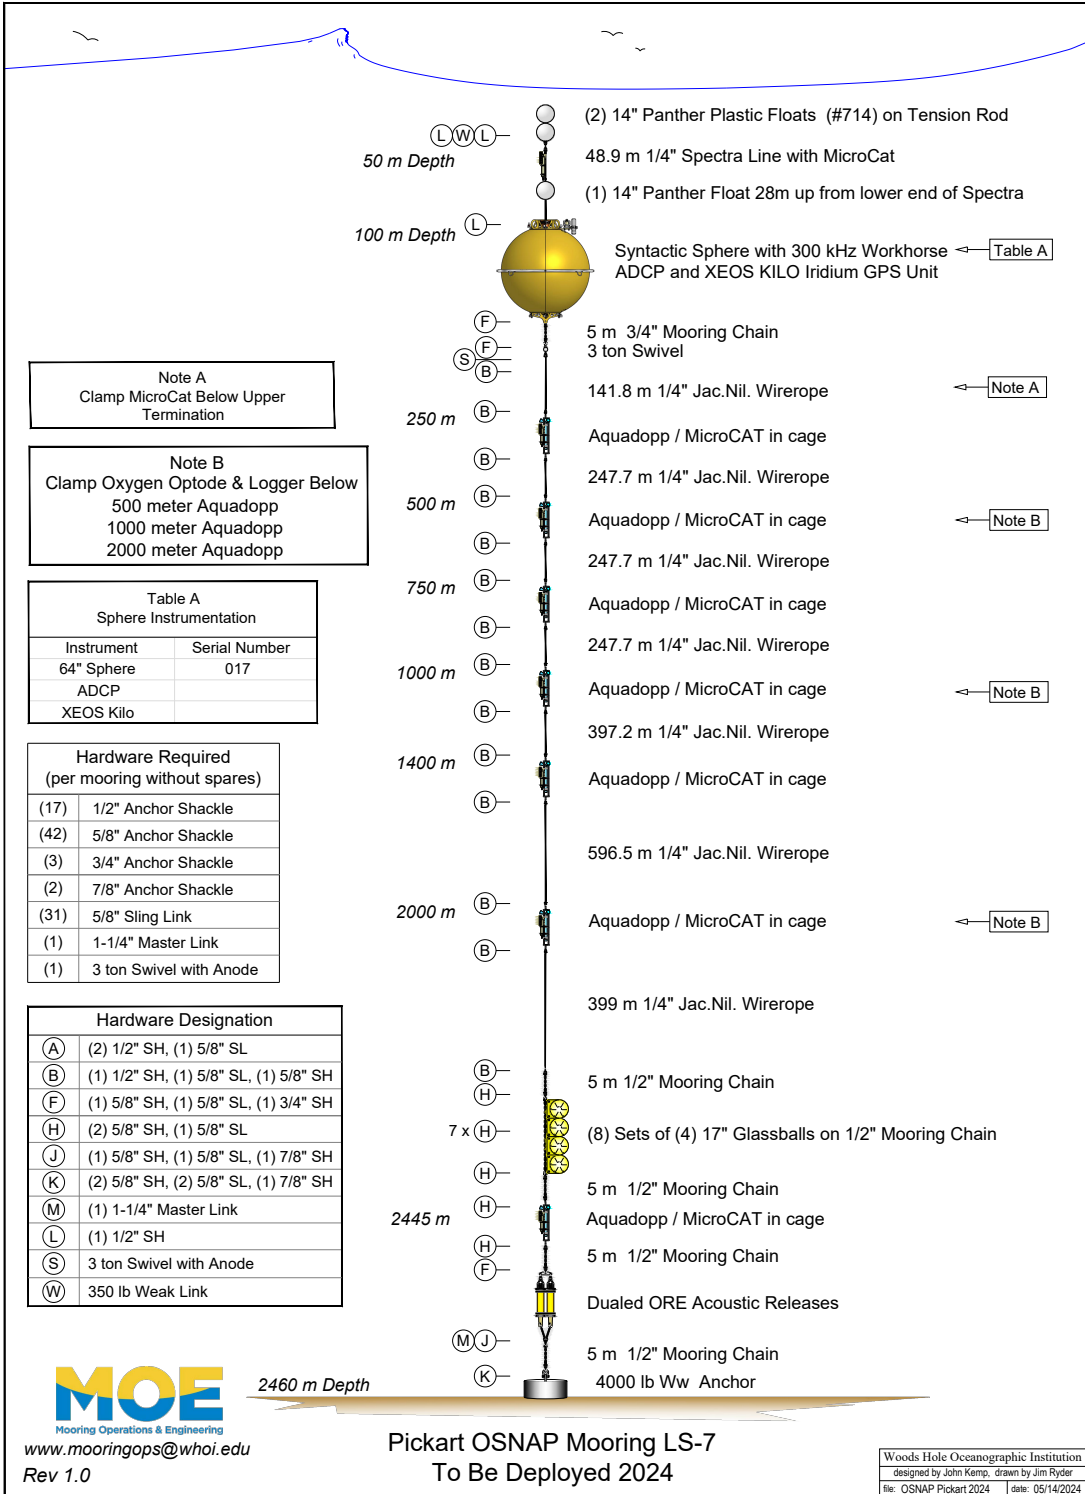 (2) 14" Panther Plastic Floats (#714) on Tension Rod
L W L
50 m Depth
48.9 m 1/4" Spectra Line with MicroCat
(1) 14" Panther Float 28m up from lower end of Spectra
L
100 m Depth
Syntactic Sphere with 300 kHz Workhorse
ADCP and XEOS KILO Iridium GPS Unit
Table A
F
5 m 3/4" Mooring Chain
F
3 ton Swivel
S
B
141.8 m 1/4" Jac.Nil. Wirerope
Note A
250 m
B
Aquadopp / MicroCAT in cage
B
247.7 m 1/4" Jac.Nil. Wirerope
500 m
B
Aquadopp / MicroCAT in cage
Note B
B
247.7 m 1/4" Jac.Nil. Wirerope
750 m
B
Aquadopp / MicroCAT in cage
B
247.7 m 1/4" Jac.Nil. Wirerope
1000 m
B
Aquadopp / MicroCAT in cage
Note B
B
397.2 m 1/4" Jac.Nil. Wirerope
1400 m
B
Aquadopp / MicroCAT in cage
B
596.5 m 1/4" Jac.Nil. Wirerope
2000 m
B
Aquadopp / MicroCAT in cage
Note B
B
399 m 1/4" Jac.Nil. Wirerope
B
5 m 1/2" Mooring Chain
H
7 x H
(8) Sets of (4) 17" Glassballs on 1/2" Mooring Chain
H
5 m 1/2" Mooring Chain
H
2445 m
Aquadopp / MicroCAT in cage
H
5 m 1/2" Mooring Chain
F
Dualed ORE Acoustic Releases
M J
5 m 1/2" Mooring Chain
K
4000 lb Ww Anchor
2460 m Depth
Note A
Clamp MicroCat Below Upper
Termination
Note B
Clamp Oxygen Optode & Logger Below
500 meter Aquadopp
1000 meter Aquadopp
2000 meter Aquadopp
Table A
Sphere Instrumentation
Instrument Serial Number
64" Sphere 017
ADCP
XEOS Kilo
Hardware Required
(per mooring without spares)
(17) 1/2" Anchor Shackle
(42) 5/8" Anchor Shackle
(3) 3/4" Anchor Shackle
(2) 7/8" Anchor Shackle
(31) 5/8" Sling Link
(1) 1-1/4" Master Link
(1) 3 ton Swivel with Anode
Hardware Designation
A (2) 1/2" SH, (1) 5/8" SL
B (1) 1/2" SH, (1) 5/8" SL, (1) 5/8" SH
F (1) 5/8" SH, (1) 5/8" SL, (1) 3/4" SH
H (2) 5/8" SH, (1) 5/8" SL
J (1) 5/8" SH, (1) 5/8" SL, (1) 7/8" SH
K (2) 5/8" SH, (2) 5/8" SL, (1) 7/8" SH
M (1) 1-1/4" Master Link
L (1) 1/2" SH
S 3 ton Swivel with Anode
W 350 lb Weak Link
MOE
Mooring Operations & Engineering
www.mooringops@whoi.edu
Rev 1.0
Pickart OSNAP Mooring LS-7
To Be Deployed 2024
Woods Hole Oceanographic Institution
designed by John Kemp, drawn by Jim Ryder
file: OSNAP Pickart 2024 date: 05/14/2024